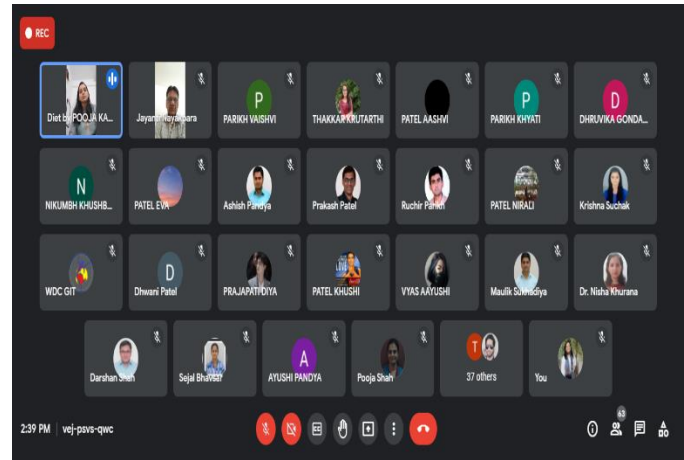 REC
Diet by POOJA KA...
Jayanti
PARIKH VAISHVI
THAKKAR KRUTARTHI
PATEL AASHVI
PARIKH KHYATI
DHRUVIKA GONDA...
NIKUMBH KHUSHB...
PATEL EVA
Ashish Pandya
Prakash Patel
Ruchir Parikh
PATEL NIRALI
Krishna Suchak
WDC GIT
Dhwani Patel
PRAJAPATI DIYA
PATEL KHUSHI
VYAS AAYUSHI
Maulik Sukhadiya
Dr. Nisha Khurana
Darshan Shah
Sejal Bhavsar
AYUSHI PANDYA
Pooja Shah
37 others
You
P
P
D
N
D
A
T
2:39 PM | vej-psvs-qwc
CC
63